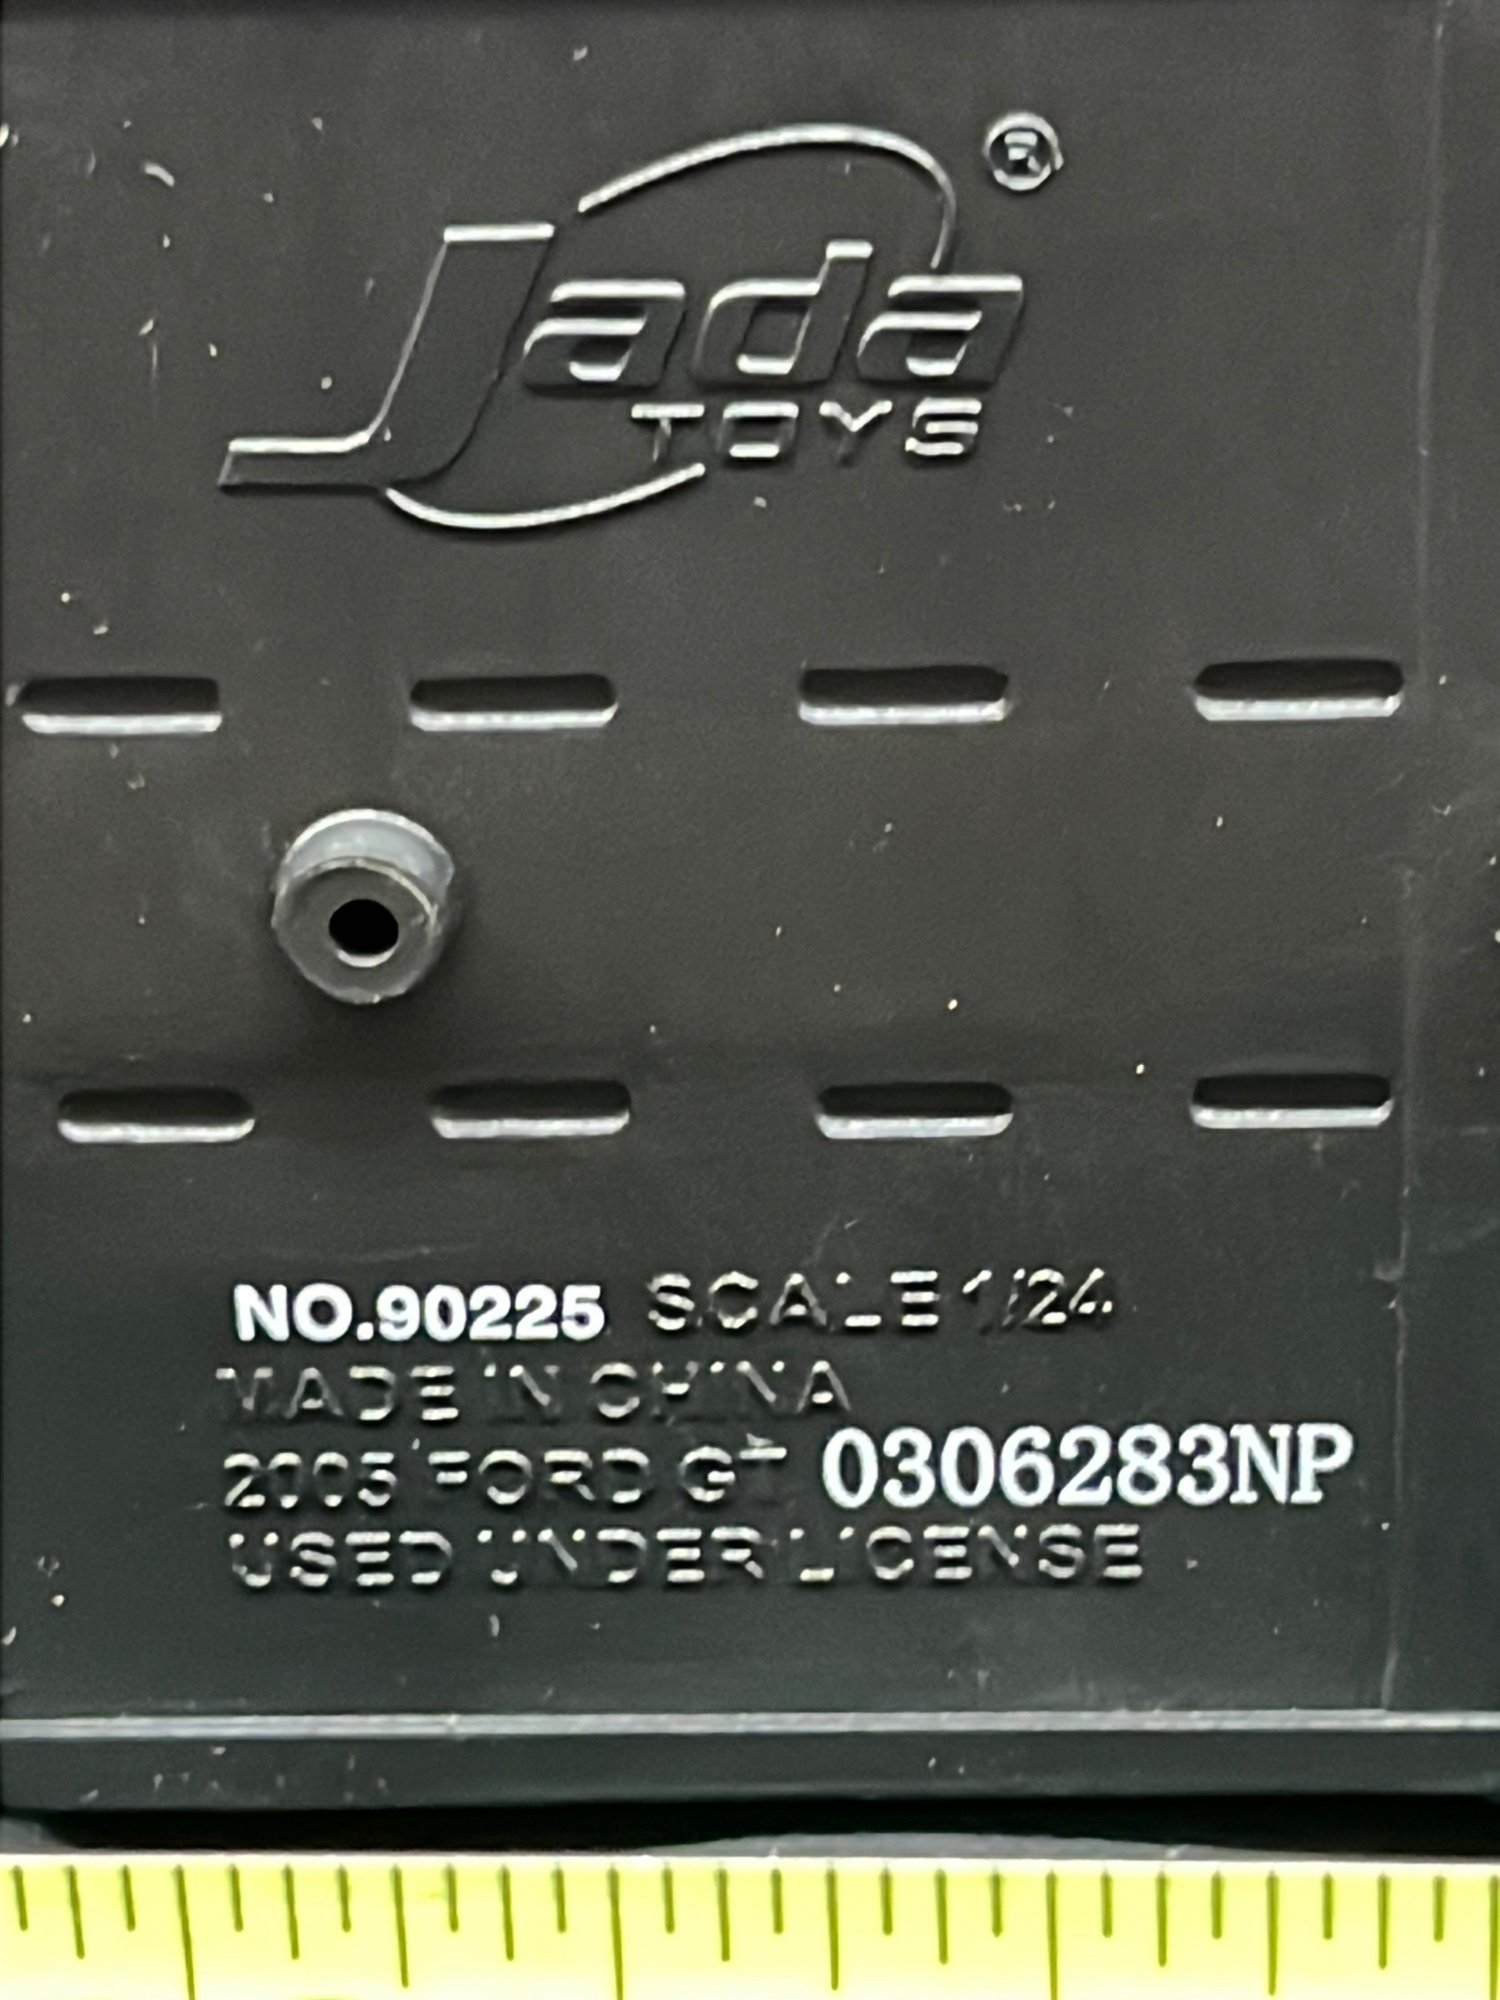 ®
Jada
TOYS
NO.90225 SCALE 1/24
MADE IN CHINA
2005 FORD GT 0306283NP
USED UNDER LICENSE